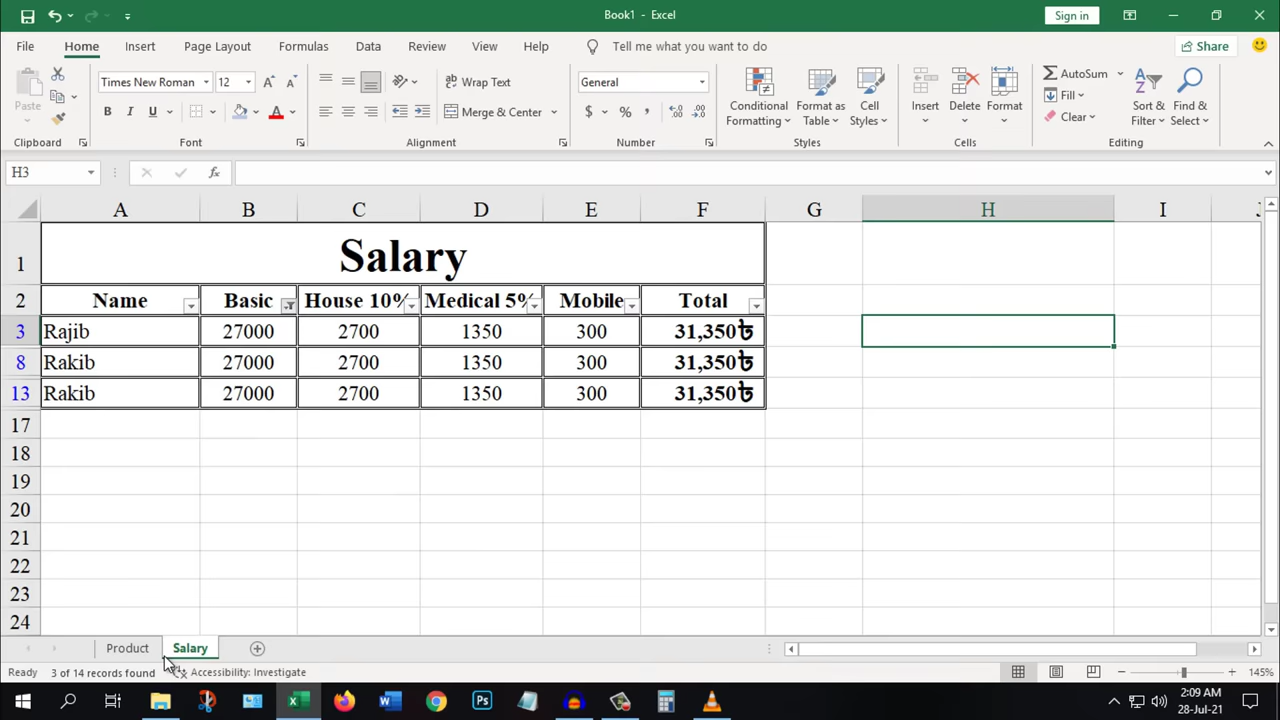 Book1 - Excel
Sign in
File Home Insert Page Layout Formulas Data Review View Help Tell me what you want to do Share
Paste
Times New Roman 12
B I U
Wrap Text
Merge & Center
General
$ % ,
Conditional Formatting
Format as Table
Cell Styles
Insert Delete Format
AutoSum
Fill
Clear
Sort & Filter
Find & Select
Clipboard Font Alignment Number Styles Cells Editing
H3 fx
A B C D E F G H I J
1 Salary
2 Name Basic House 10% Medical 5% Mobile Total
3 Rajib 27000 2700 1350 300 31,350৳
8 Rakib 27000 2700 1350 300 31,350৳
13 Rakib 27000 2700 1350 300 31,350৳
17
18
19
20
21
22
23
24
Product Salary
Ready 3 of 14 records found Accessibility: Investigate 145%
2:09 AM
28-Jul-21